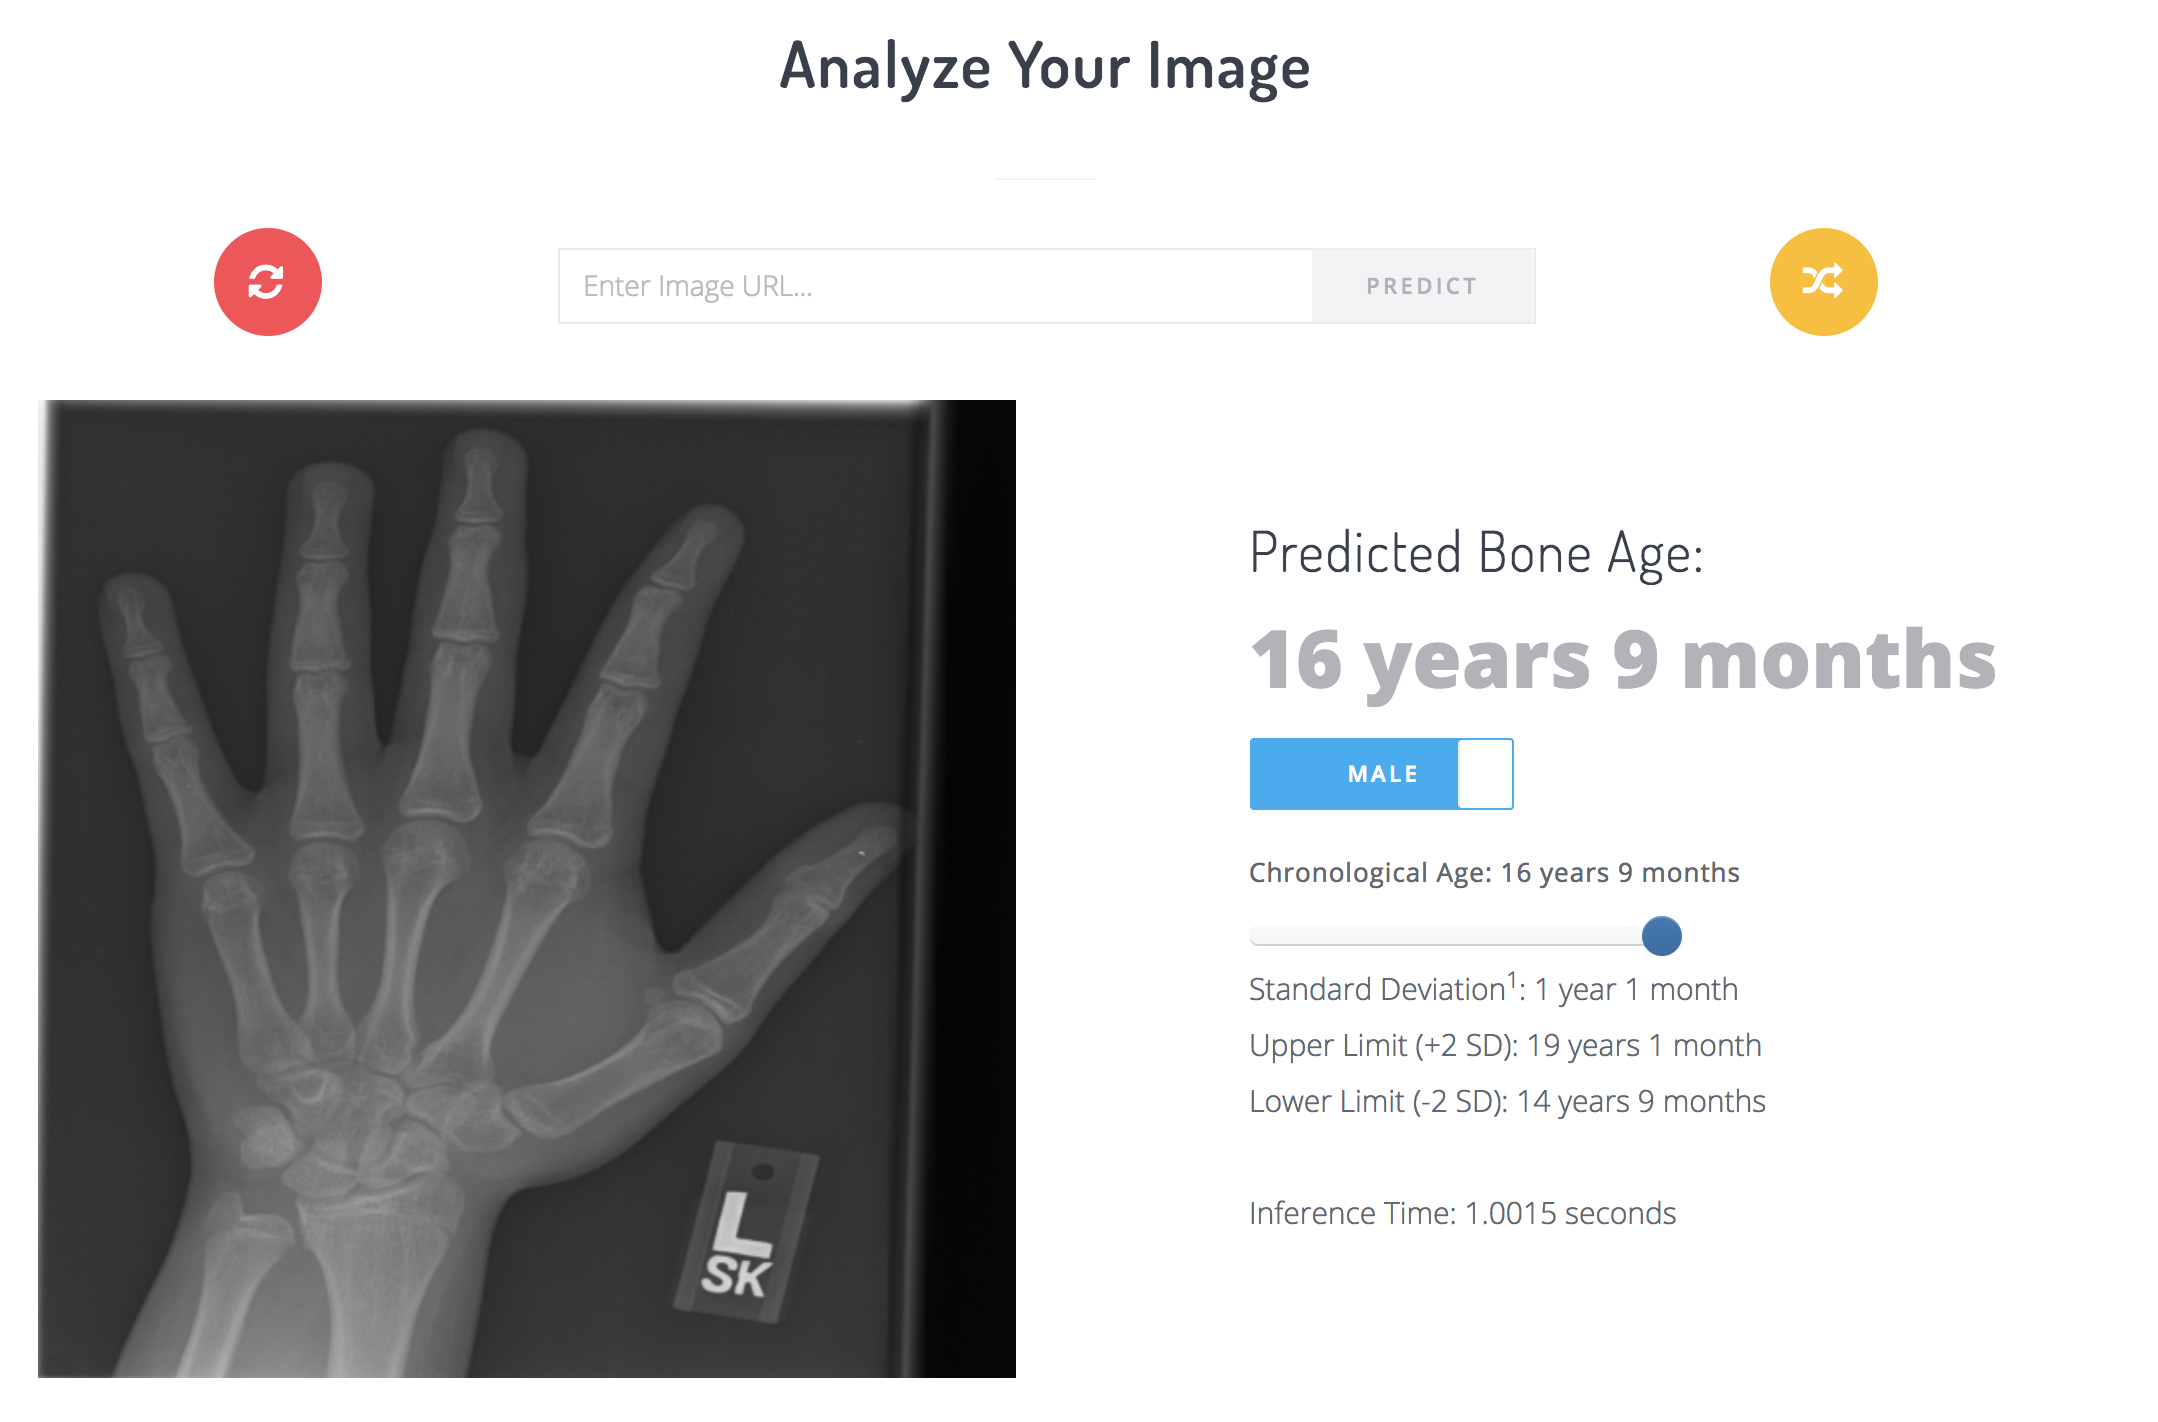 Analyze Your Image
Enter Image URL...
PREDICT
L
SK
Predicted Bone Age:
16 years 9 months
MALE
Chronological Age: 16 years 9 months
Standard Deviation¹: 1 year 1 month
Upper Limit (+2 SD): 19 years 1 month
Lower Limit (-2 SD): 14 years 9 months
Inference Time: 1.0015 seconds